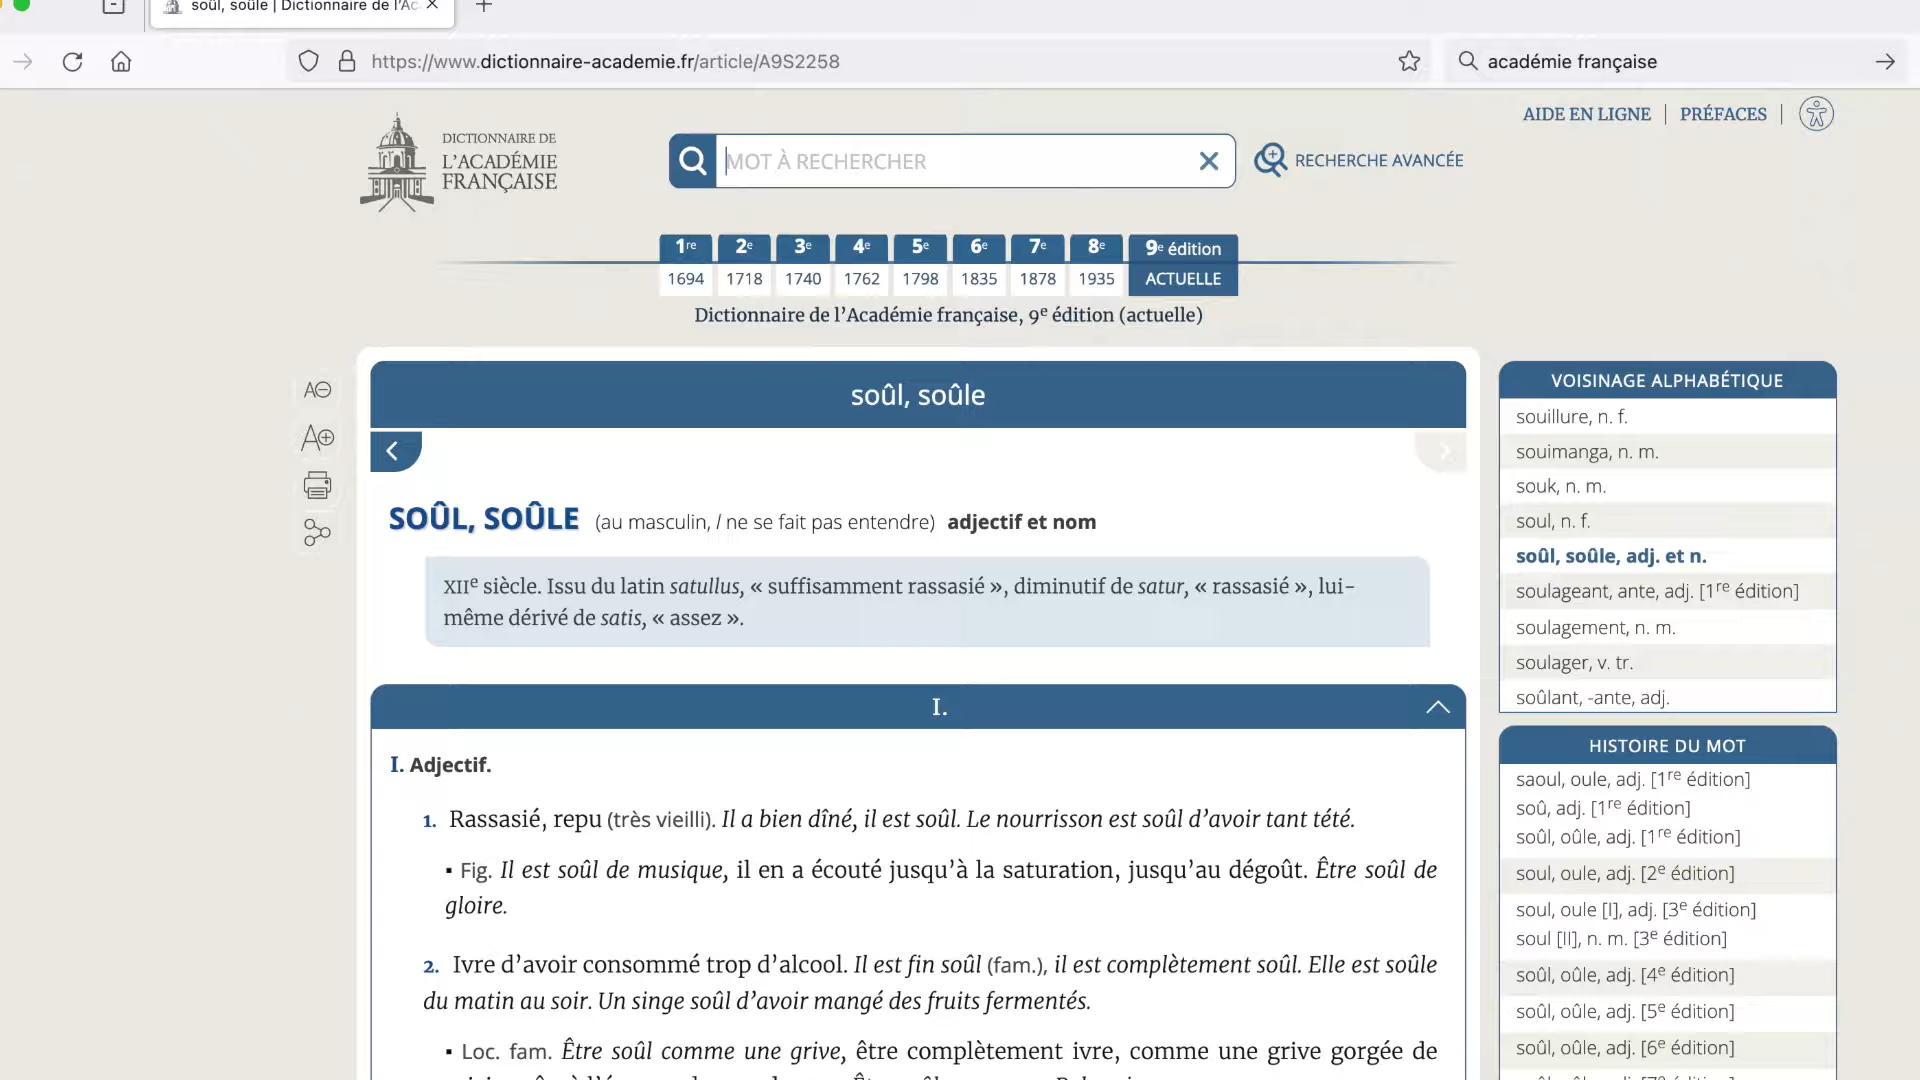 soûl, soûle | Dictionnaire de l'Ac
https://www.dictionnaire-academie.fr/article/A9S2258
académie française
AIDE EN LIGNE | PRÉFACES |
DICTIONNAIRE DE
L'ACADÉMIE
FRANÇAISE
MOT À RECHERCHER
RECHERCHE AVANCÉE
1re 2e 3e 4e 5e 6e 7e 8e 9e édition
1694 1718 1740 1762 1798 1835 1878 1935 ACTUELLE
Dictionnaire de l’Académie française, 9e édition (actuelle)
soûl, soûle
SOÛL, SOÛLE (au masculin, l ne se fait pas entendre) adjectif et nom
XIIe siècle. Issu du latin satullus, « suffisamment rassasié », diminutif de satur, « rassasié », lui-
même dérivé de satis, « assez ».
I.
I. Adjectif.
1. Rassasié, repu (très vieilli). Il a bien dîné, il est soûl. Le nourrisson est soûl d’avoir tant tété.
▪ Fig. Il est soûl de musique, il en a écouté jusqu’à la saturation, jusqu’au dégoût. Être soûl de
gloire.
2. Ivre d’avoir consommé trop d’alcool. Il est fin soûl (fam.), il est complètement soûl. Elle est soûle
du matin au soir. Un singe soûl d’avoir mangé des fruits fermentés.
▪ Loc. fam. Être soûl comme une grive, être complètement ivre, comme une grive gorgée de
VOISINAGE ALPHABÉTIQUE
souillure, n. f.
souimanga, n. m.
souk, n. m.
soul, n. f.
soûl, soûle, adj. et n.
soulageant, ante, adj. [1re édition]
soulagement, n. m.
soulager, v. tr.
soûlant, -ante, adj.
HISTOIRE DU MOT
saoul, oule, adj. [1re édition]
soû, adj. [1re édition]
soûl, oûle, adj. [1re édition]
soul, oule, adj. [2e édition]
soul, oule [I], adj. [3e édition]
soul [II], n. m. [3e édition]
soûl, oûle, adj. [4e édition]
soûl, oûle, adj. [5e édition]
soûl, oûle, adj. [6e édition]